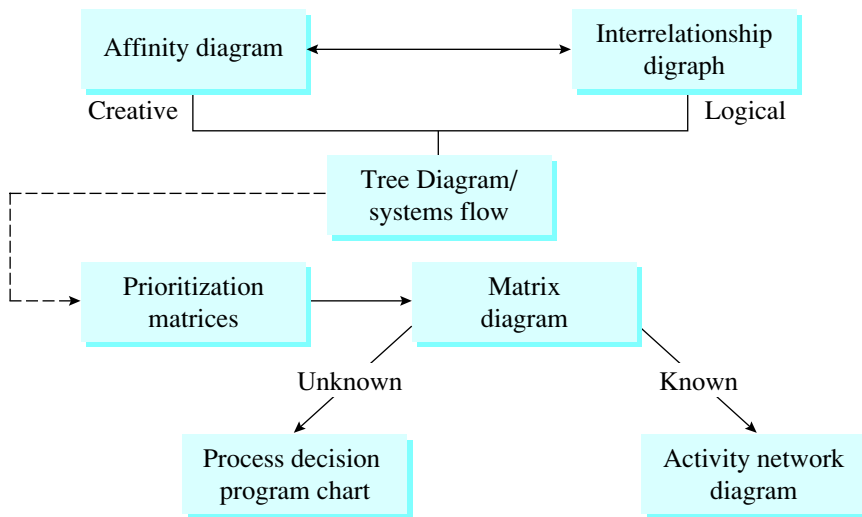 Affinity diagram
Interrelationship
digraph
Creative
Logical
Tree Diagram/
systems flow
Prioritization
matrices
Matrix
diagram
Unknown
Known
Process decision
program chart
Activity network
diagram